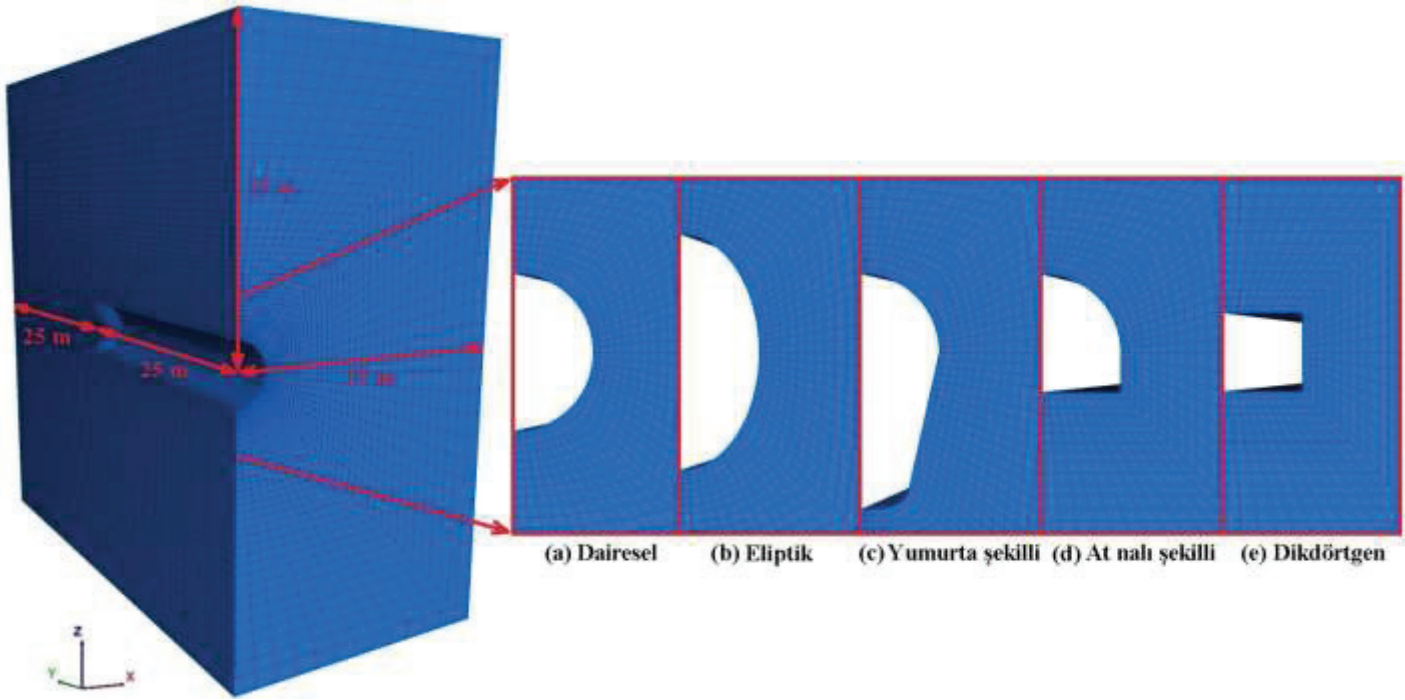 25 m
25 m
(a) Dairesel
(b) Eliptik
(c) Yumurta şekilli
(d) At nalı şekilli
(e) Dikdörtgen
Z
Y
X